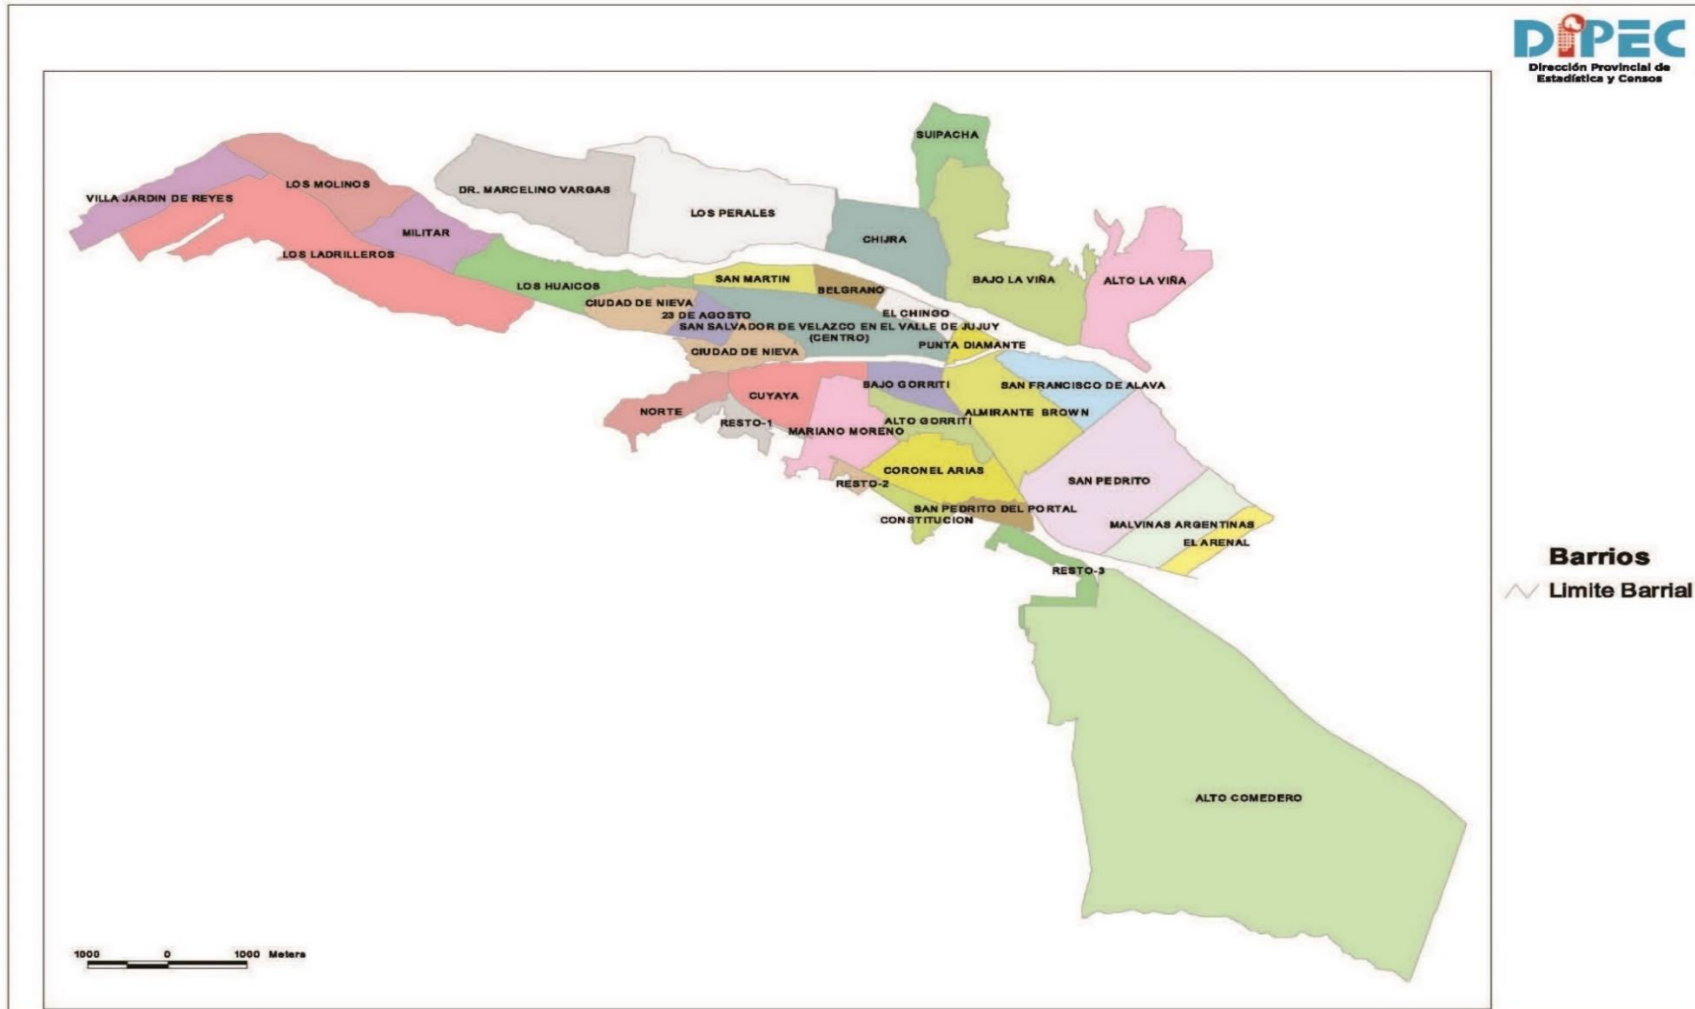 DiPEC
Dirección Provincial de
Estadística y Censos
SUIPACHA
LOS MOLINOS
DR. MARCELINO VARGAS
VILLA JARDIN DE REYES
LOS PERALES
MILITAR
CHIJRA
LOS LADRILLEROS
SAN MARTIN
BAJO LA VIÑA
ALTO LA VIÑA
LOS HUAICOS
BELGRANO
CIUDAD DE NIEVA
23 DE AGOSTO
EL CHINGO
SAN SALVADOR DE VELAZCO EN EL VALLE DE JUJUY
(CENTRO)
PUNTA DIAMANTE
CIUDAD DE NIEVA
BAJO GORRITI
SAN FRANCISCO DE ALAVA
CUYAYA
NORTE
ALMIRANTE BROWN
RESTO-1
ALTO GORRITI
MARIANO MORENO
CORONEL ARIAS
RESTO-2
SAN PEDRITO
SAN PEDRITO DEL PORTAL
CONSTITUCION
MALVINAS ARGENTINAS
EL ARENAL
RESTO-3
Barrios
Limite Barrial
ALTO COMEDERO
1000 0 1000 Meters